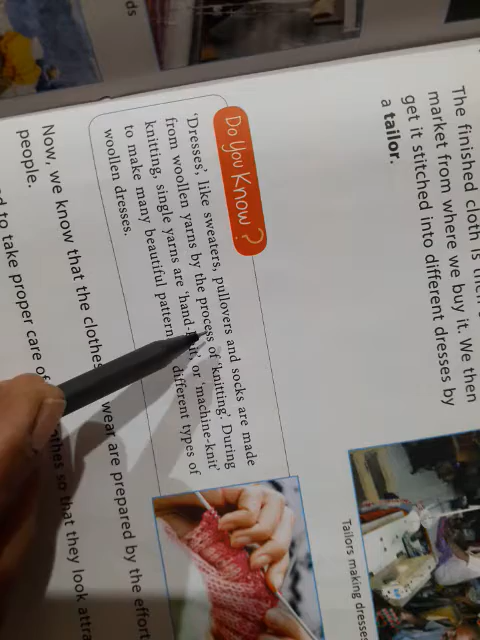 ds
The finished cloth is
market from where we buy it. We then
get it stitched into different dresses by
a tailor.
Do You Know?
'Dresses', like sweaters, pullovers and socks are made
from woollen yarns by the process of 'knitting'. During
knitting, single yarns are 'hand-knit' or 'machine-knit'
to make many beautiful pattern different types of
woollen dresses.
Tailors making dresses
Now, we know that the clothes wear are prepared by the
people.
to take proper care of so that they look